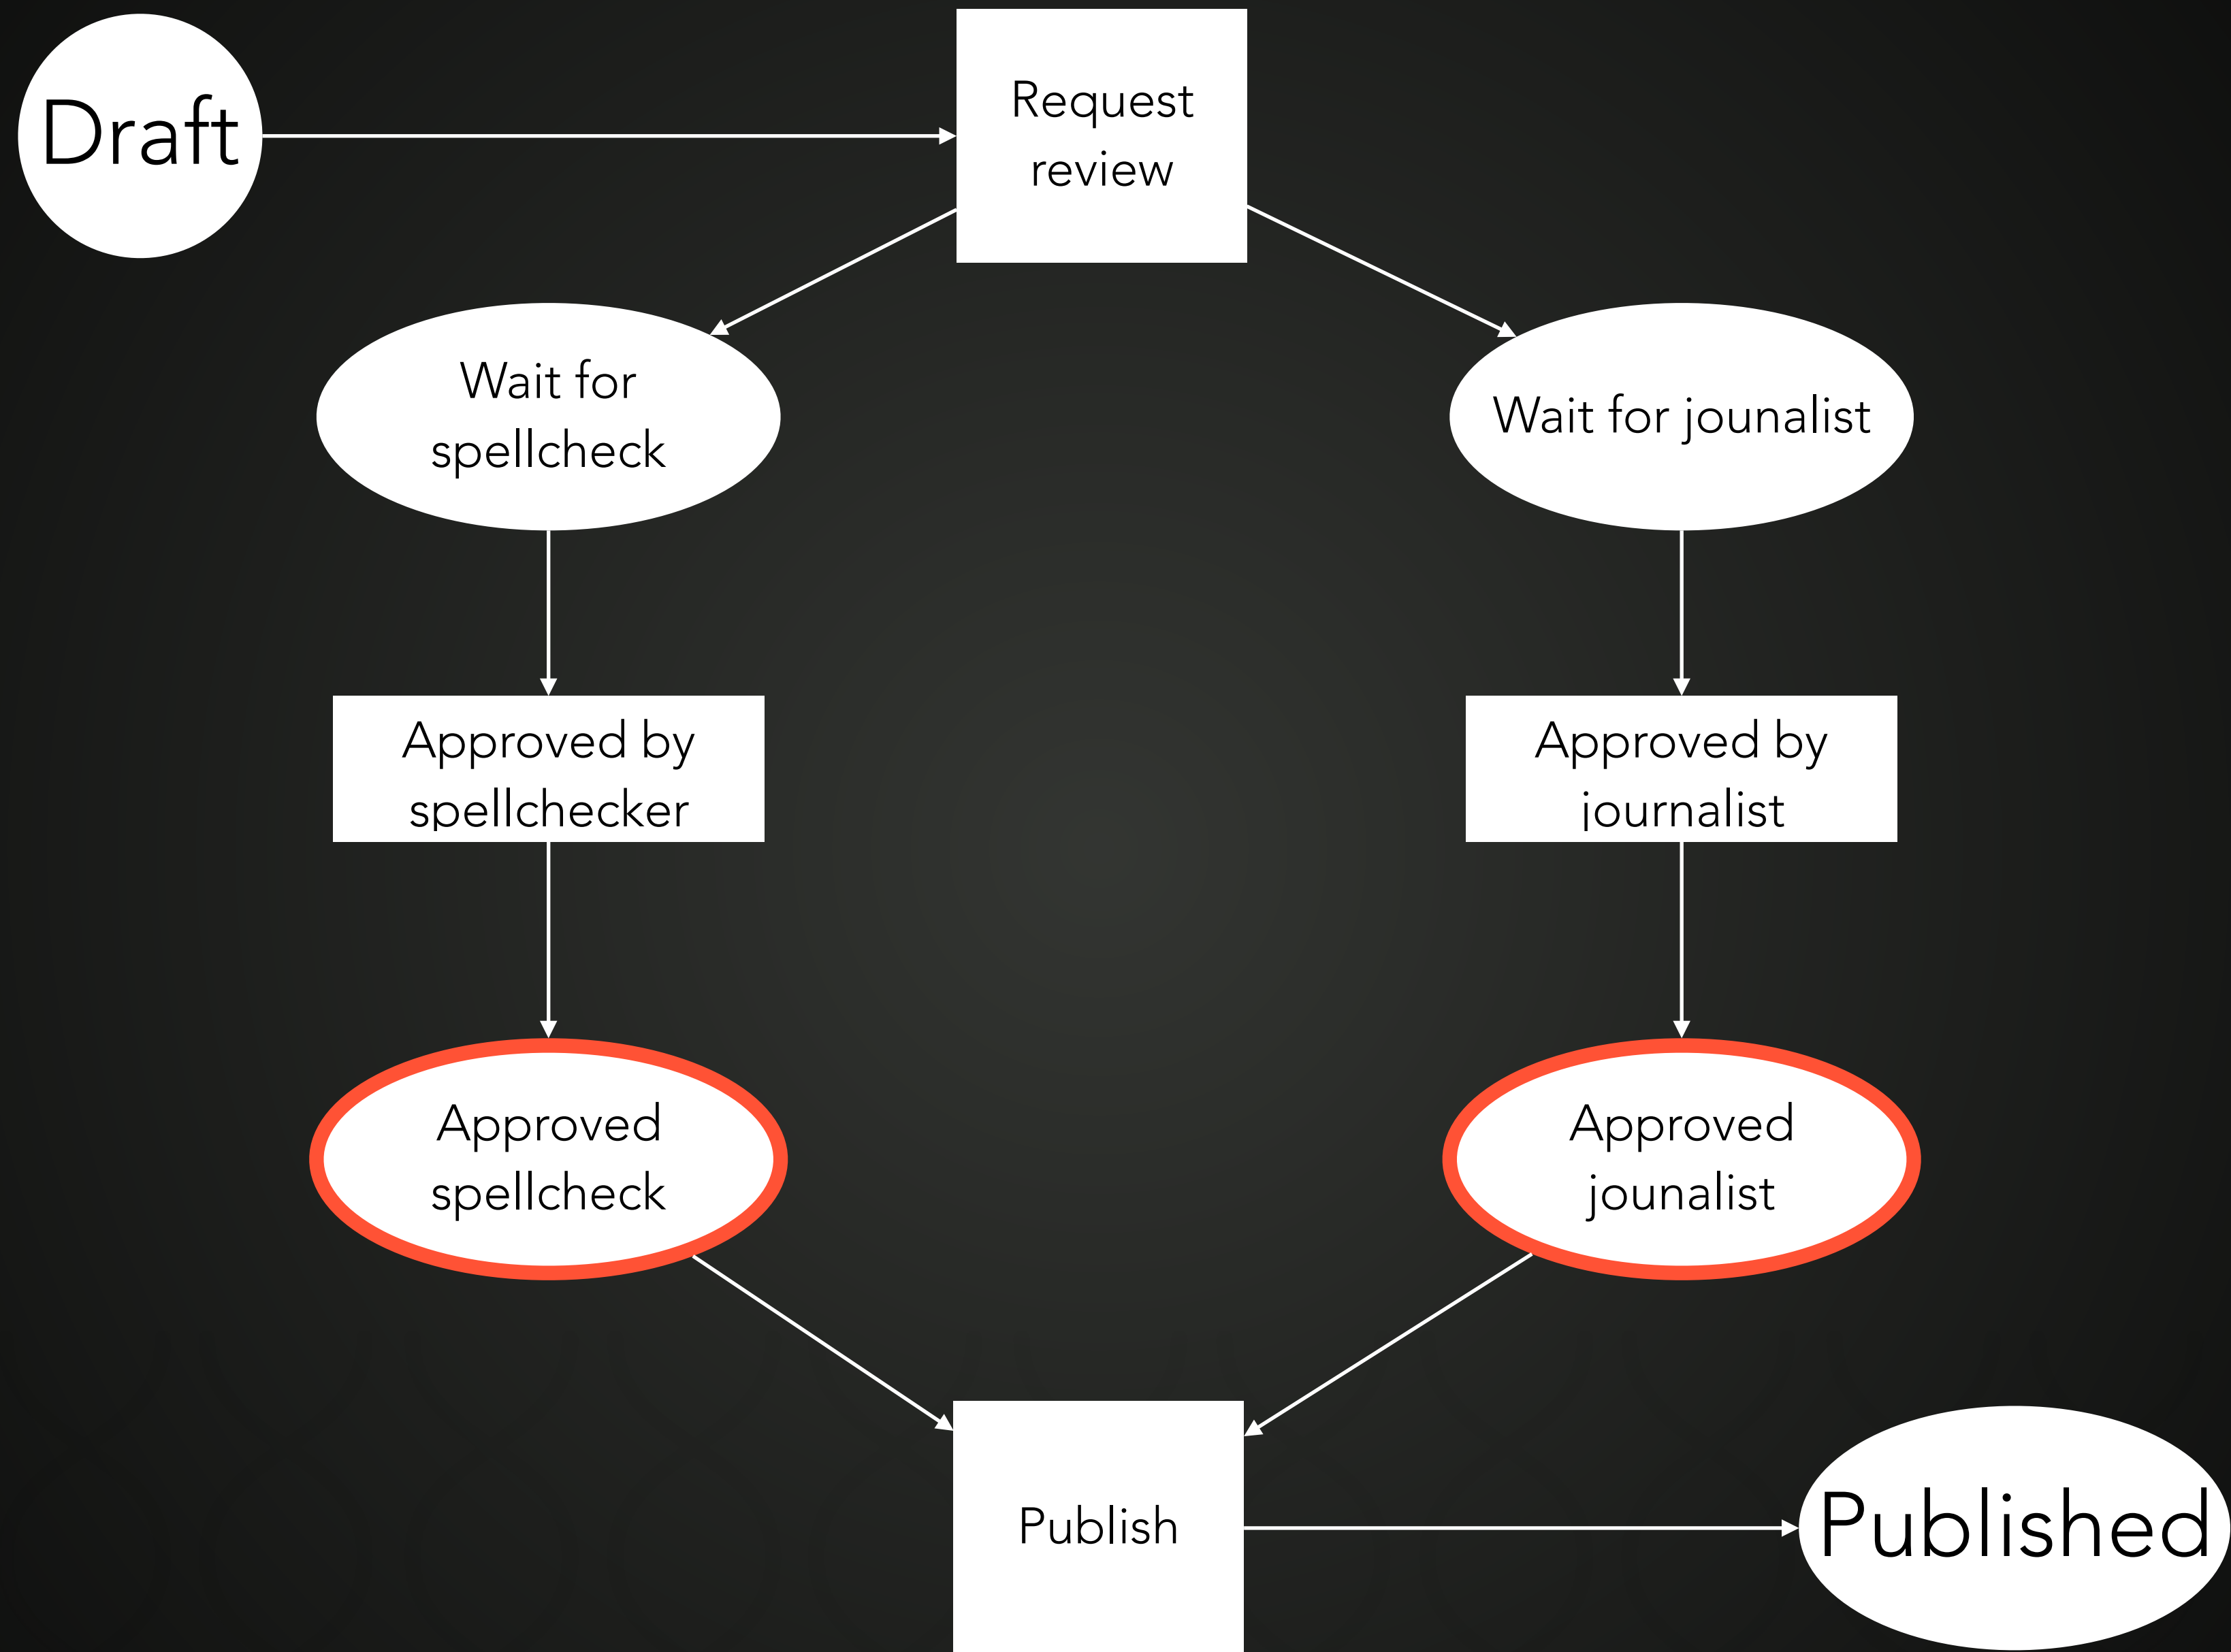 Draft
Request
review
Wait for
spellcheck
Wait for jounalist
Approved by
spellchecker
Approved by
journalist
Approved
spellcheck
Approved
jounalist
Publish
Published